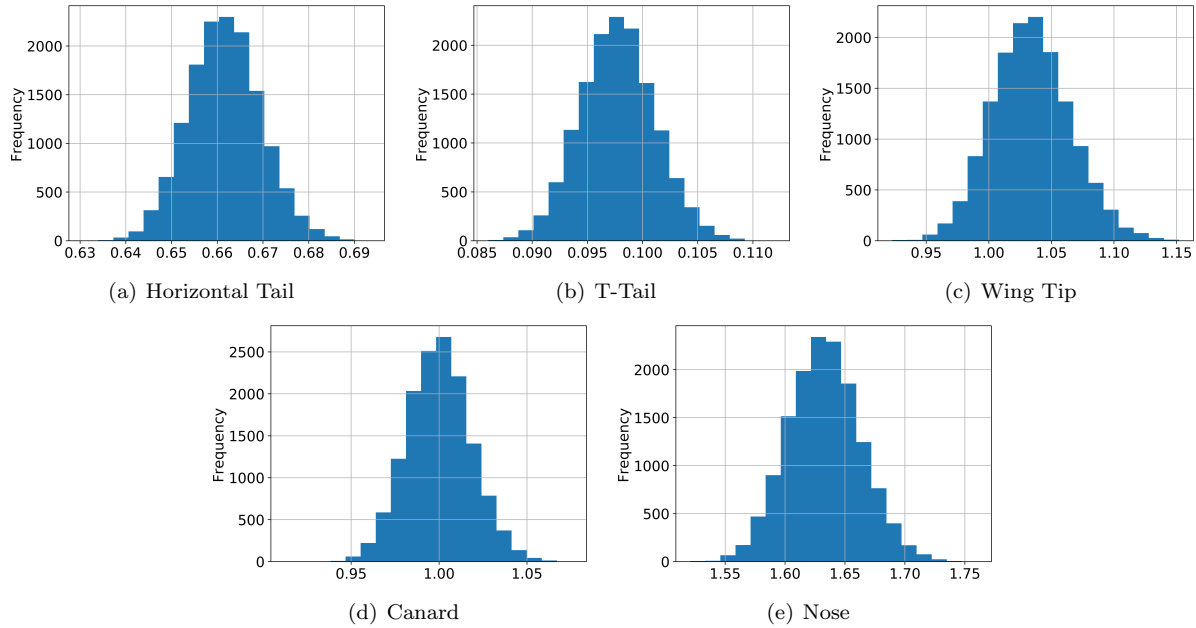 2000
1500
1000
500
0
Frequency
0.63 0.64 0.65 0.66 0.67 0.68 0.69
(a) Horizontal Tail
2000
1500
1000
500
0
Frequency
0.085 0.090 0.095 0.100 0.105 0.110
(b) T-Tail
2000
1500
1000
500
0
Frequency
0.95 1.00 1.05 1.10 1.15
(c) Wing Tip
2500
2000
1500
1000
500
0
Frequency
0.95 1.00 1.05
(d) Canard
2000
1500
1000
500
0
Frequency
1.55 1.60 1.65 1.70 1.75
(e) Nose